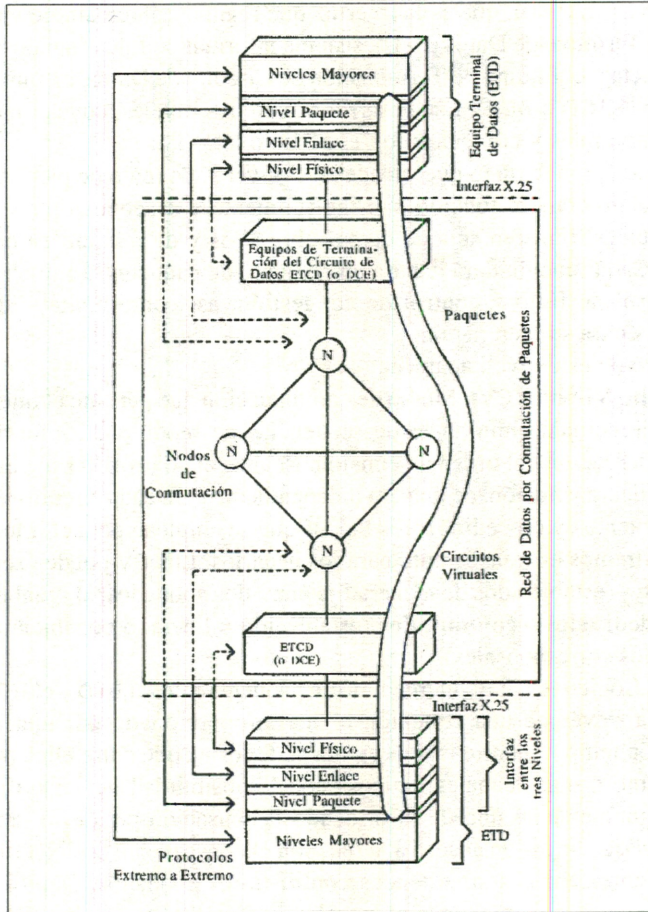 Niveles Mayores
Nivel Paquete
Nivel Enlace
Nivel Físico
Equipo Terminal
de Datos (ETD)
Interfaz X.25
Equipos de Termina-
ción del Circuito de
Datos ETCD (o DCE)
Paquetes
N
Nodos
de
Conmutación
N
N
N
Circuitos
Virtuales
Red de Datos por Conmutación de Paquetes
ETCD
(o DCE)
Interfaz X.25
Nivel Físico
Nivel Enlace
Nivel Paquete
Niveles Mayores
Interfaz
entre los
tres Niveles
ETD
Protocolos
Extremo a Extremo